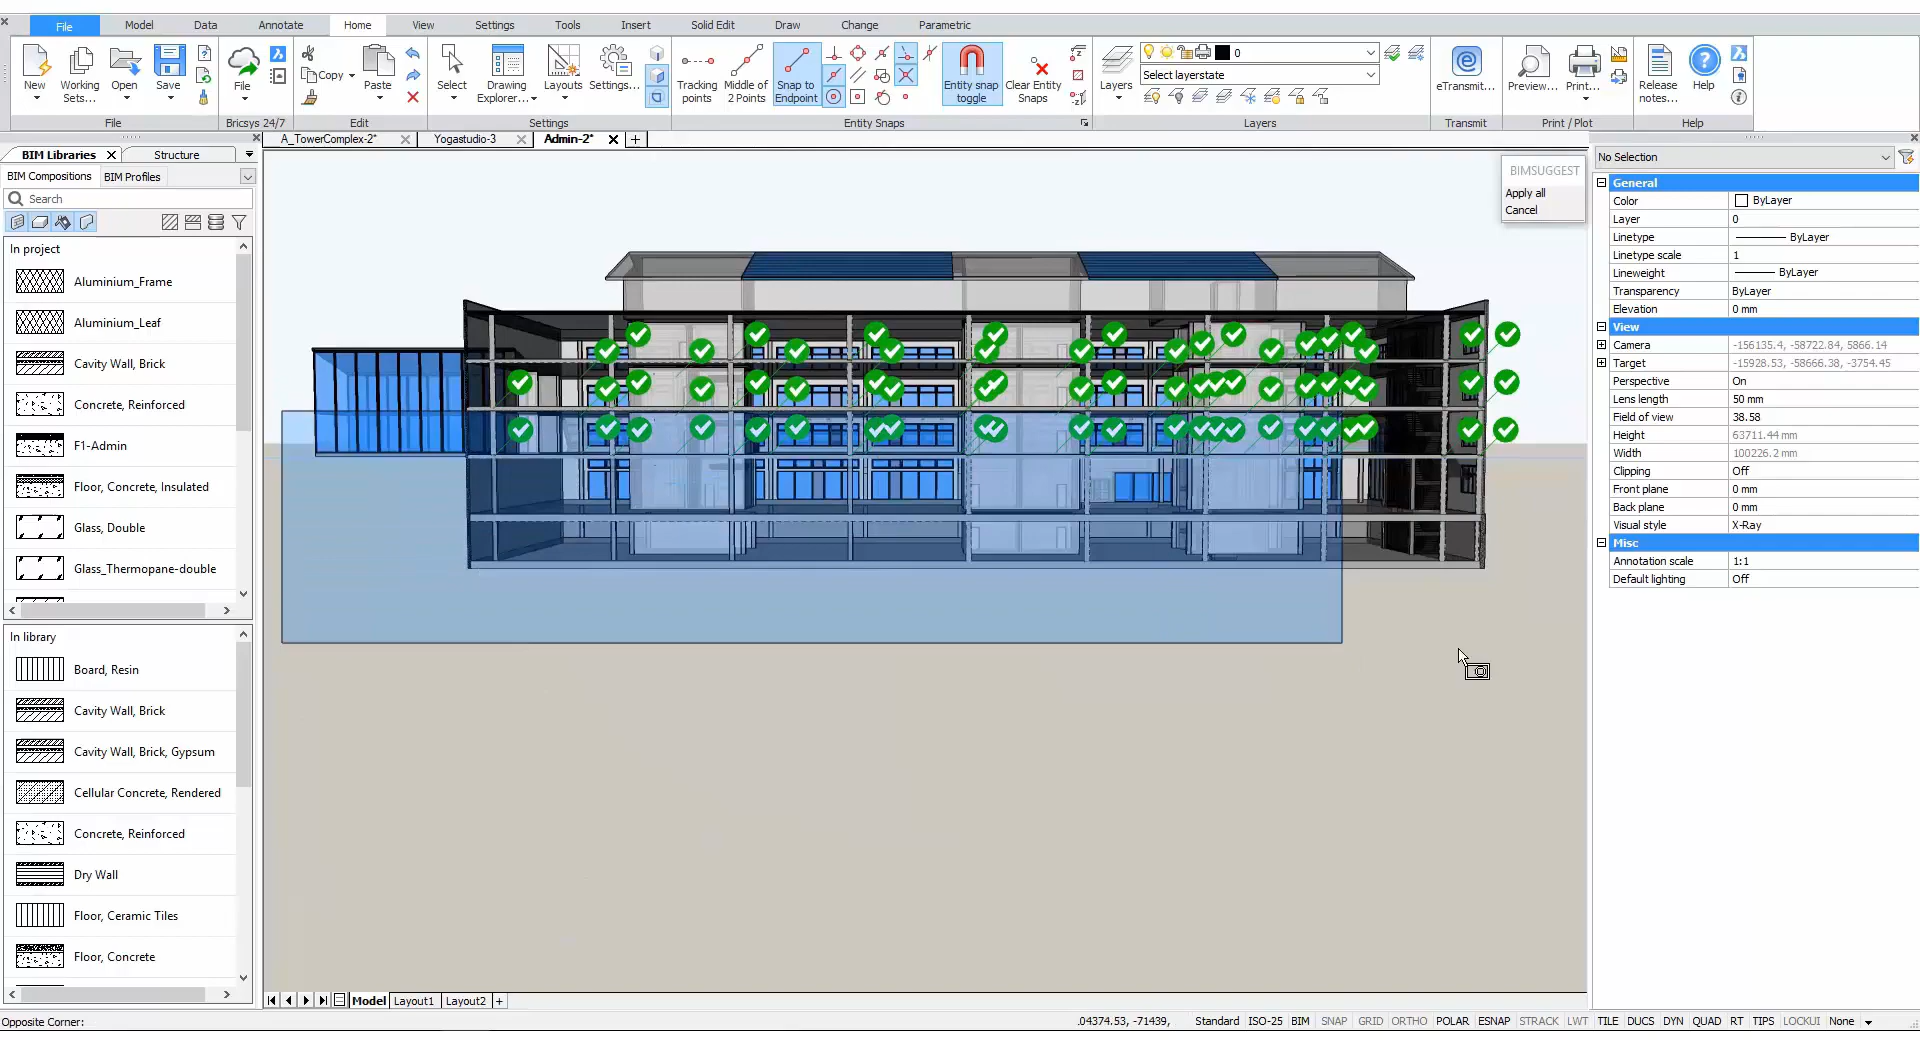 File Model Data Annotate Home View Settings Tools Insert Solid Edit Draw Change Parametric
New Working Sets... Open Save File Copy Paste Select Drawing Explorer... Layouts Settings... Tracking points Middle of 2 Points Snap to Endpoint Entity snap toggle Clear Entity Snaps Layers 0 Select layerstate eTransmit... Preview... Print... Release notes... Help
File Bricsys 24/7 Edit Settings Entity Snaps Layers Transmit Print / Plot Help
A_TowerComplex-2* Yogastudio-3 Admin-2*
BIM Libraries Structure
BIM Compositions BIM Profiles
Search
In project
Aluminium_Frame
Aluminium_Leaf
Cavity Wall, Brick
Concrete, Reinforced
F1-Admin
Floor, Concrete, Insulated
Glass, Double
Glass_Thermopane-double
In library
Board, Resin
Cavity Wall, Brick
Cavity Wall, Brick, Gypsum
Cellular Concrete, Rendered
Concrete, Reinforced
Dry Wall
Floor, Ceramic Tiles
Floor, Concrete
BIMSUGGEST
Apply all
Cancel
No Selection
General
Color ByLayer
Layer 0
Linetype ByLayer
Linetype scale 1
Lineweight ByLayer
Transparency ByLayer
Elevation 0 mm
View
Camera -156135.4, -58722.84, 5866.14
Target -15928.53, -58666.38, -3754.45
Perspective On
Lens length 50 mm
Field of view 38.58
Height 63711.44 mm
Width 100226.2 mm
Clipping Off
Front plane 0 mm
Back plane 0 mm
Visual style X-Ray
Misc
Annotation scale 1:1
Default lighting Off
Model Layout1 Layout2
Opposite Corner: .04374.53, -71439, Standard ISO-25 BIM SNAP GRID ORTHO POLAR ESNAP STRACK LWT TILE DUCS DYN QUAD RT TIPS LOCKUI None